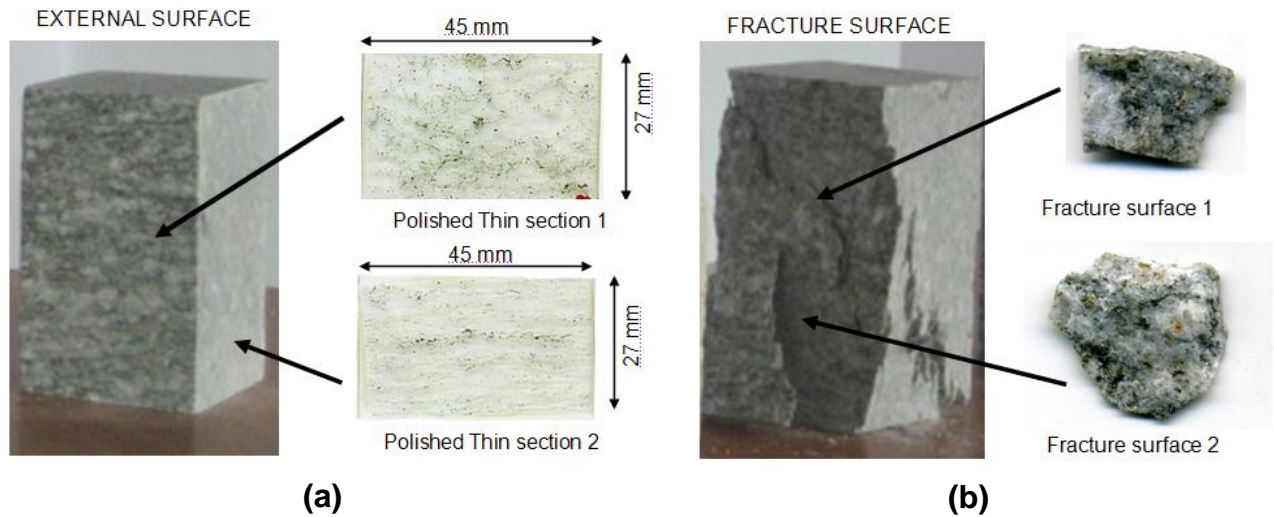 EXTERNAL SURFACE
45 mm
27 mm
Polished Thin section 1
45 mm
27 mm
Polished Thin section 2
(a)
FRACTURE SURFACE
Fracture surface 1
Fracture surface 2
(b)